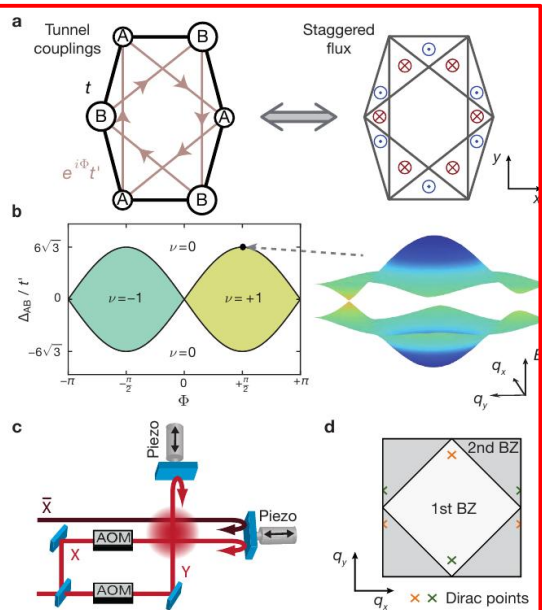 a
Tunnel
couplings
Staggered
flux
A
B
t
B
A
e^{iΦ}t'
A
B
y
x
b
Δ_AB / t'
6√3
0
−6√3
ν=0
ν=−1
ν=+1
ν=0
−π
−π/2
0
+π/2
+π
Φ
E
q_x
q_y
c
Piezo
X̄
X
AOM
Piezo
Y
AOM
d
2nd BZ
1st BZ
q_y
q_x
× × Dirac points